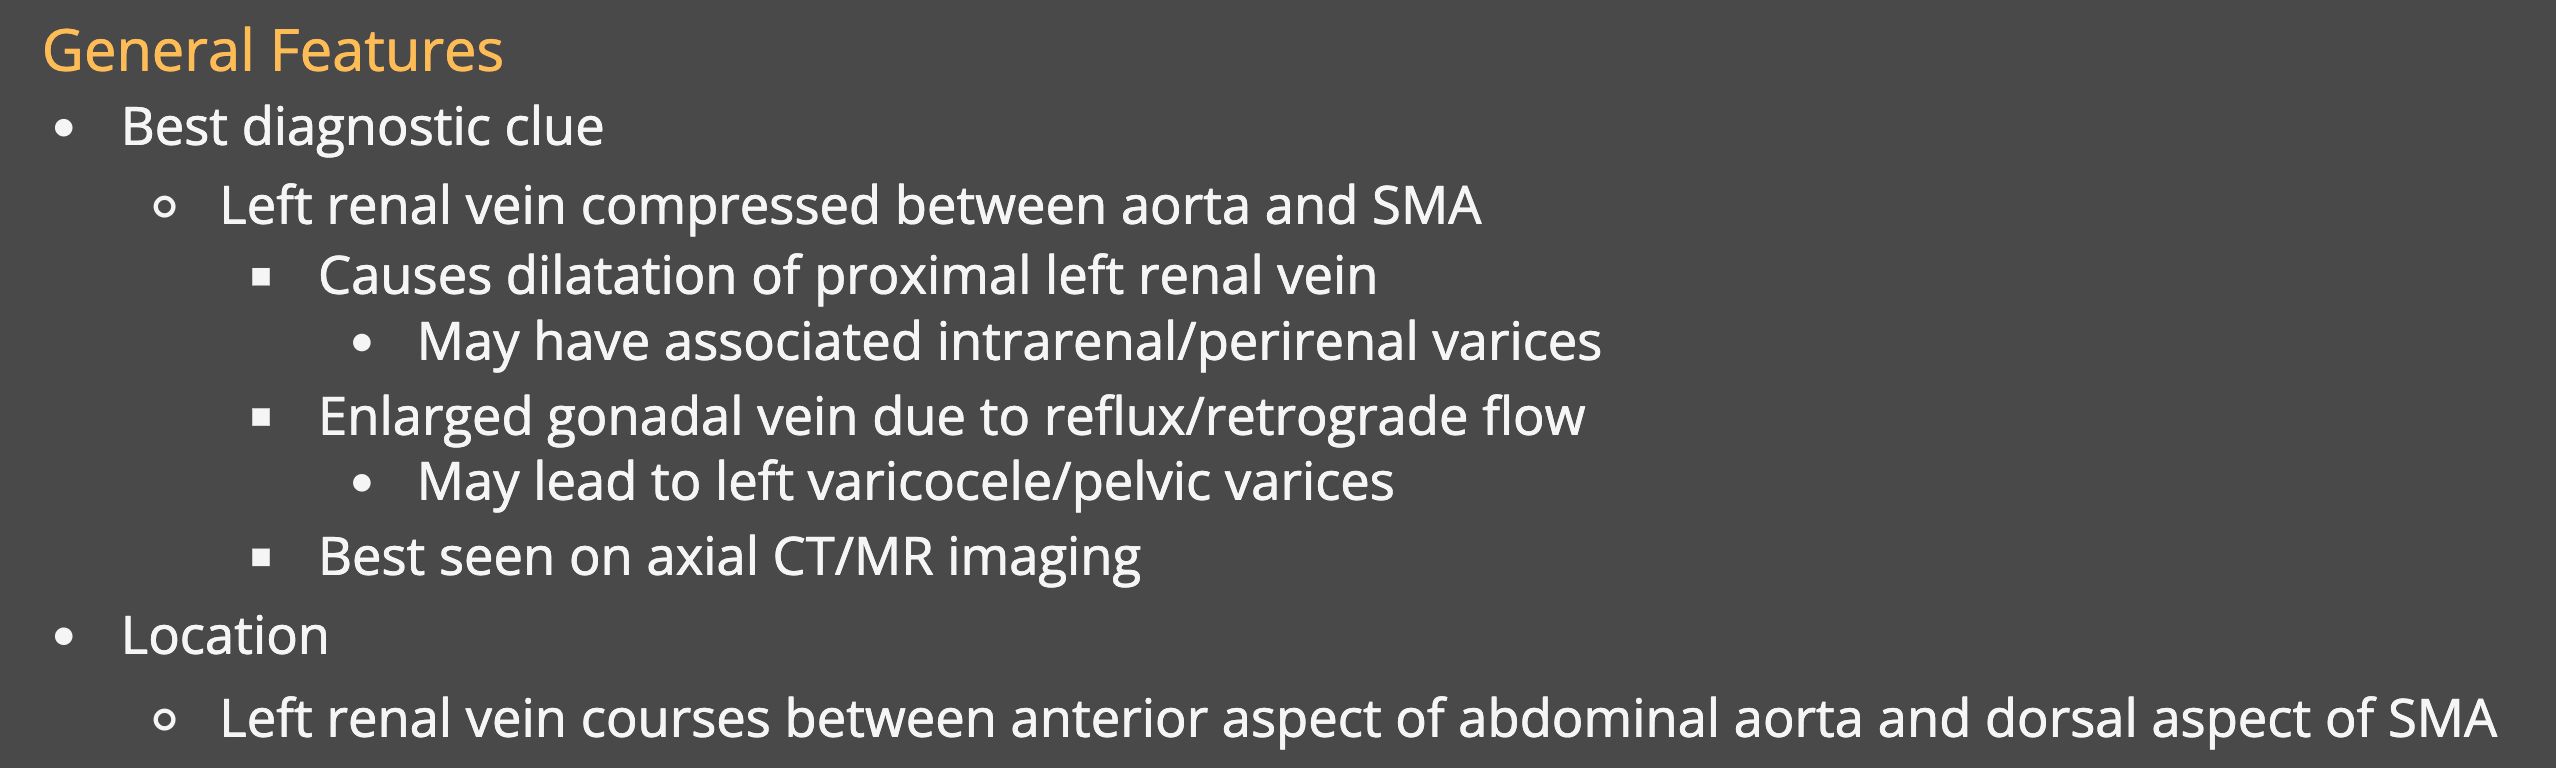 General Features
• Best diagnostic clue
○ Left renal vein compressed between aorta and SMA
▪ Causes dilatation of proximal left renal vein
• May have associated intrarenal/perirenal varices
▪ Enlarged gonadal vein due to reflux/retrograde flow
• May lead to left varicocele/pelvic varices
▪ Best seen on axial CT/MR imaging
• Location
○ Left renal vein courses between anterior aspect of abdominal aorta and dorsal aspect of SMA